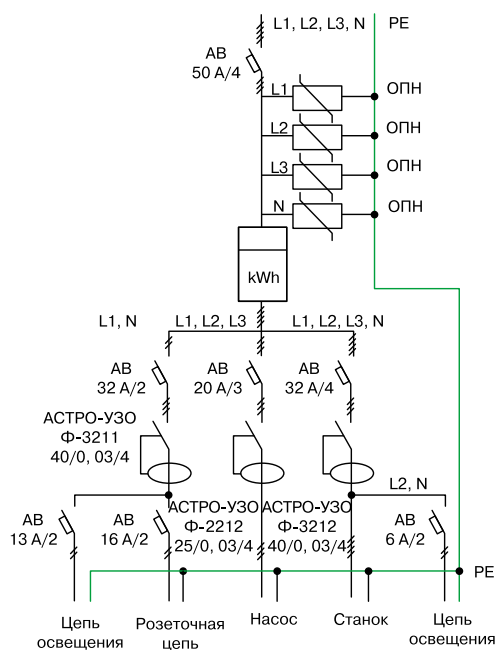 L1, L2, L3, N
PE
АВ
50 А/4
L1
ОПН
L2
ОПН
L3
ОПН
N
ОПН
kWh
L1, N
L1, L2, L3
L1, L2, L3, N
АВ
32 А/2
АВ
20 А/3
АВ
32 А/4
АСТРО-УЗО
Ф-3211
40/0, 03/4
L2, N
АВ
13 А/2
АВ
16 А/2
АСТРО-УЗО
Ф-2212
25/0, 03/4
АСТРО-УЗО
Ф-3212
40/0, 03/4
АВ
6 А/2
PE
Цепь
освещения
Розеточная
цепь
Насос
Станок
Цепь
освещения